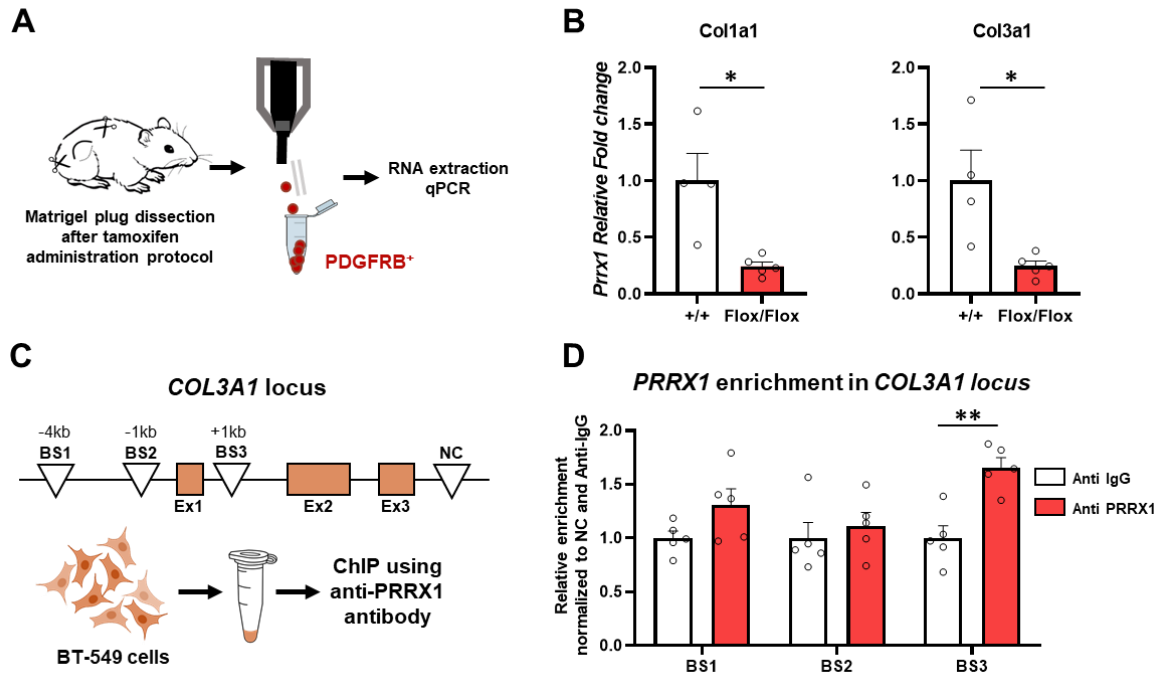 A
Matrigel plug dissection
after tamoxifen
administration protocol
PDGFRB⁺
RNA extraction
qPCR
B
Col1a1
Prrx1 Relative Fold change
2.0
1.5
1.0
0.5
0.0
*
+/+
Flox/Flox
Col3a1
2.0
1.5
1.0
0.5
0.0
*
+/+
Flox/Flox
C
COL3A1 locus
-4kb
BS1
-1kb
BS2
+1kb
BS3
NC
Ex1
Ex2
Ex3
BT-549 cells
ChIP using
anti-PRRX1
antibody
D
PRRX1 enrichment in COL3A1 locus
Relative enrichment
normalized to NC and Anti-IgG
2.0
1.5
1.0
0.5
0.0
**
BS1
BS2
BS3
Anti IgG
Anti PRRX1